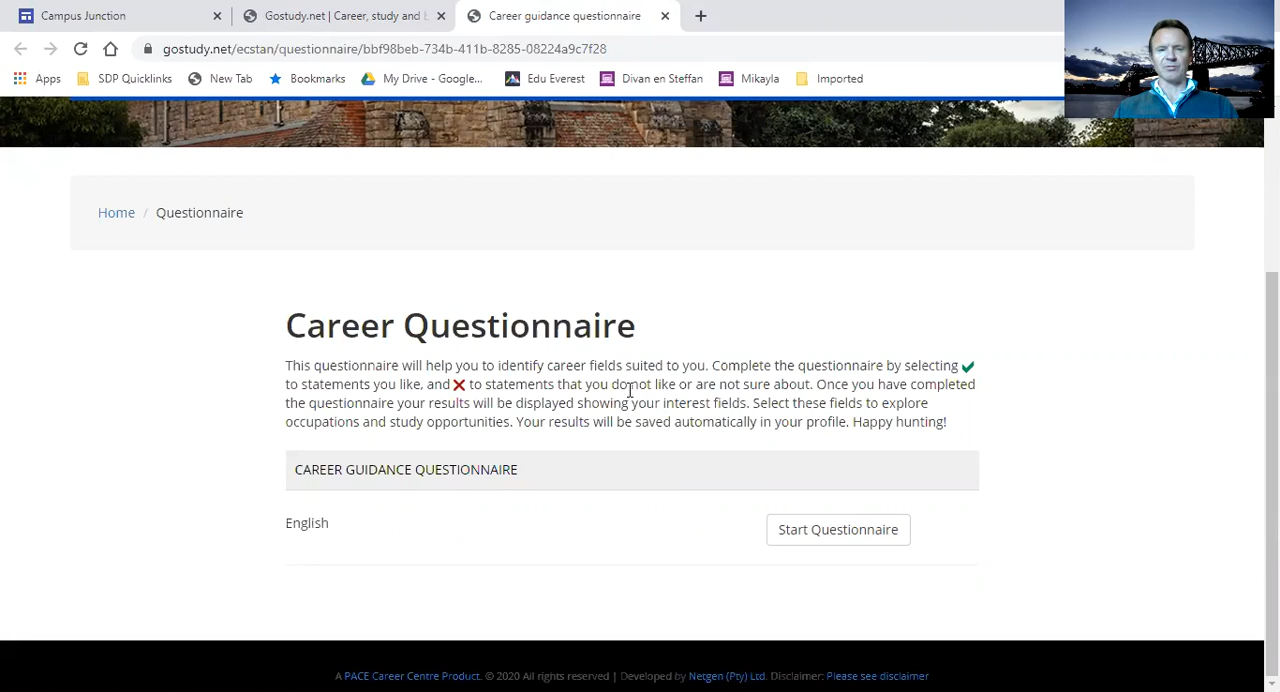 Campus Junction
Gostudy.net | Career, study and b
Career guidance questionnaire
gostudy.net/ecstan/questionnaire/bbf98beb-734b-411b-8285-08224a9c7f28
Apps SDP Quicklinks New Tab Bookmarks My Drive - Google... Edu Everest Divan en Steffan Mikayla Imported
Home / Questionnaire
Career Questionnaire
This questionnaire will help you to identify career fields suited to you. Complete the questionnaire by selecting ✔
to statements you like, and ✖ to statements that you do not like or are not sure about. Once you have completed
the questionnaire your results will be displayed showing your interest fields. Select these fields to explore
occupations and study opportunities. Your results will be saved automatically in your profile. Happy hunting!
CAREER GUIDANCE QUESTIONNAIRE
English Start Questionnaire
A PACE Career Centre Product. © 2020 All rights reserved | Developed by Netgen (Pty) Ltd. Disclaimer: Please see disclaimer